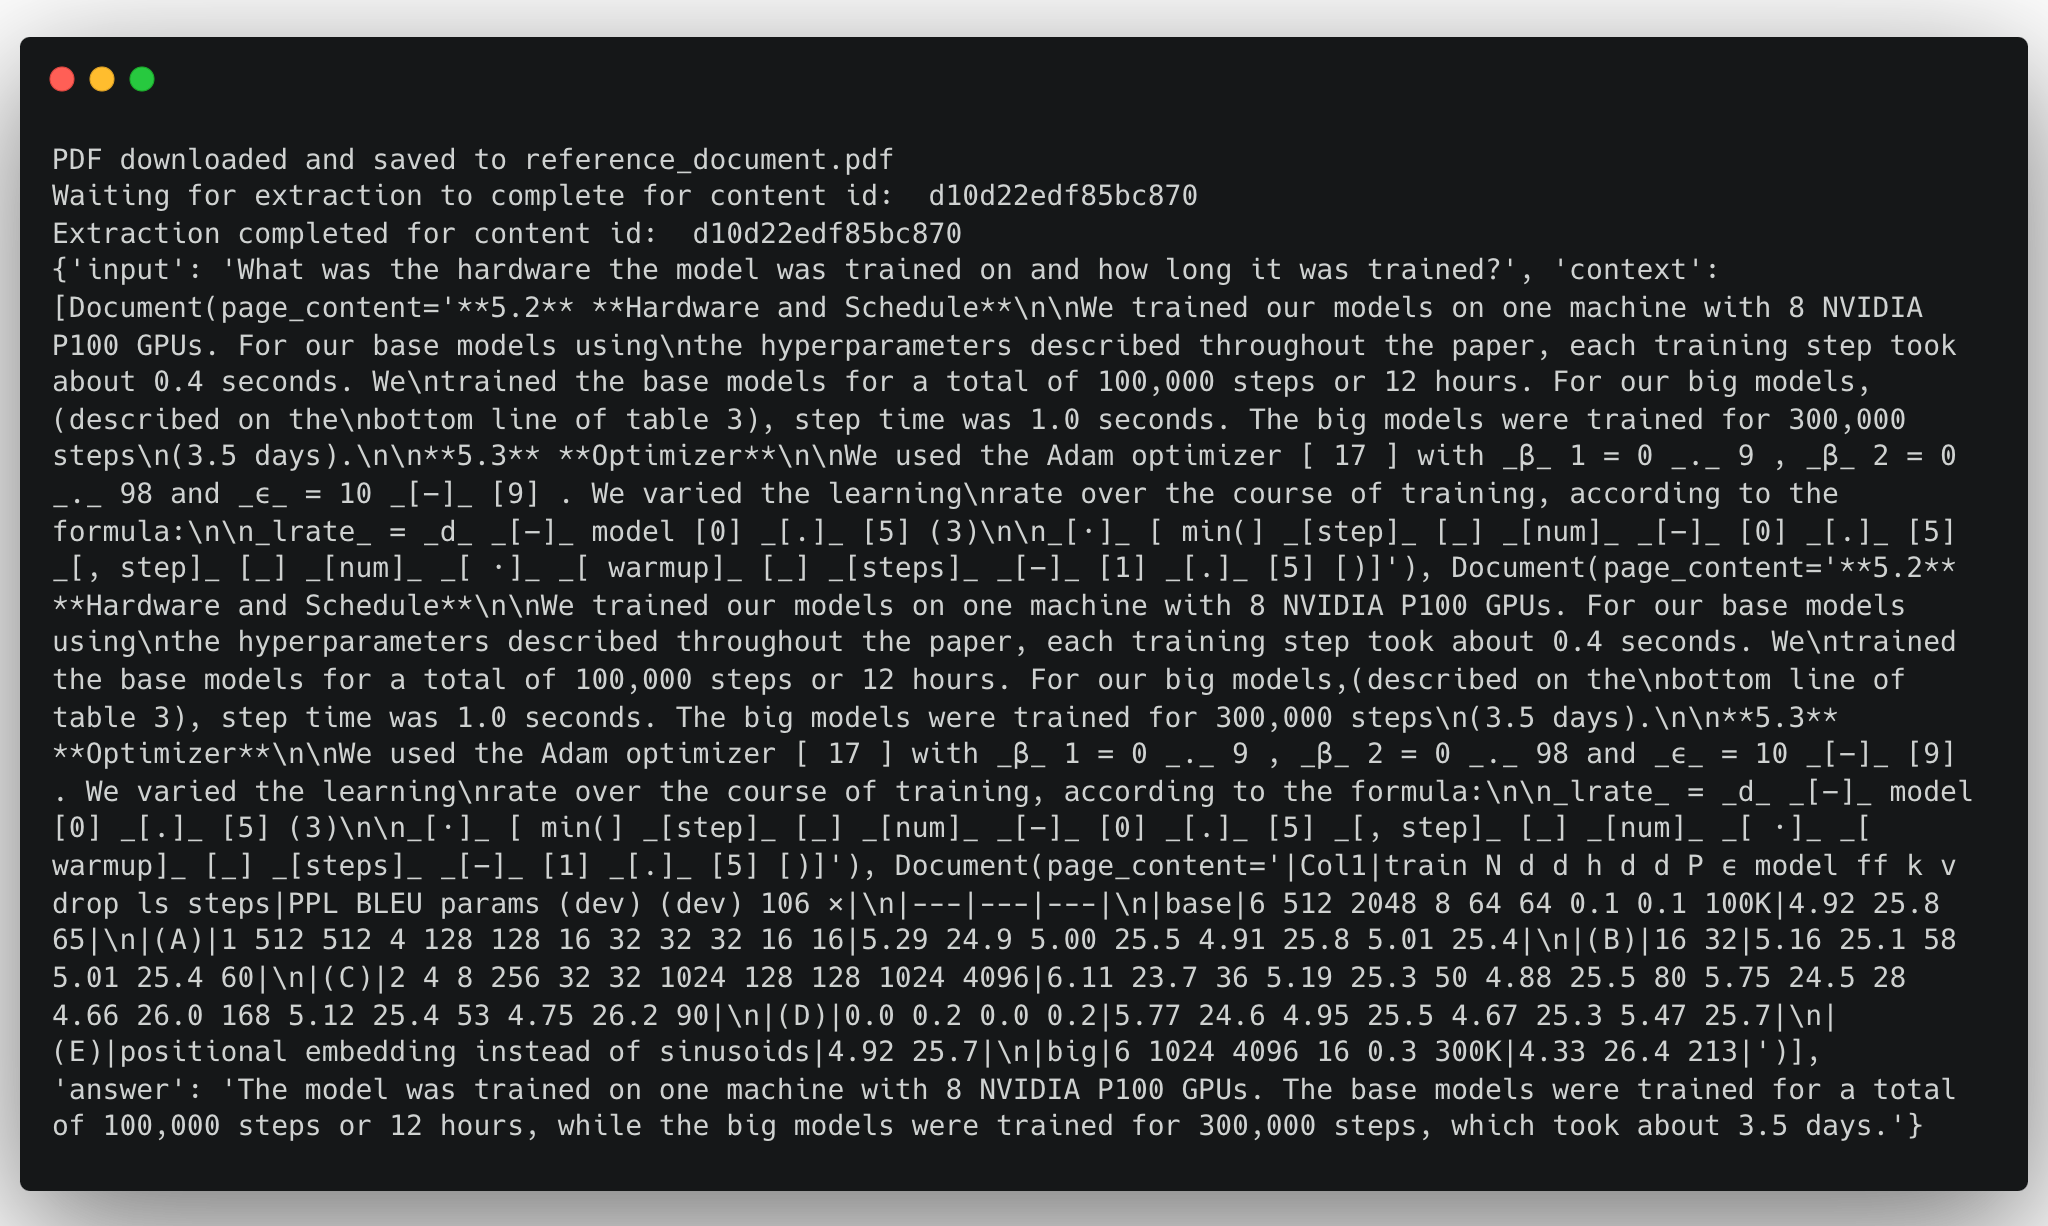 PDF downloaded and saved to reference_document.pdf
Waiting for extraction to complete for content id:  d10d22edf85bc870
Extraction completed for content id:  d10d22edf85bc870
{'input': 'What was the hardware the model was trained on and how long it was trained?', 'context':
[Document(page_content='**5.2** **Hardware and Schedule**\n\nWe trained our models on one machine with 8 NVIDIA
P100 GPUs. For our base models using\nthe hyperparameters described throughout the paper, each training step took
about 0.4 seconds. We\ntrained the base models for a total of 100,000 steps or 12 hours. For our big models,
(described on the\nbottom line of table 3), step time was 1.0 seconds. The big models were trained for 300,000
steps\n(3.5 days).\n\n**5.3** **Optimizer**\n\nWe used the Adam optimizer [ 17 ] with _β_ 1 = 0 _._ 9 , _β_ 2 = 0
_._ 98 and _ϵ_ = 10 _[−]_ [9] . We varied the learning\nrate over the course of training, according to the
formula:\n\n_lrate_ = _d_ _[−]_ model [0] _[.]_ [5] (3)\n\n_[·]_ [ min(] _[step]_ [_] _[num]_ _[−]_ [0] _[.]_ [5]
_[, step]_ [_] _[num]_ _[ ·]_ _[ warmup]_ [_] _[steps]_ _[−]_ [1] _[.]_ [5] [)]'), Document(page_content='**5.2**
**Hardware and Schedule**\n\nWe trained our models on one machine with 8 NVIDIA P100 GPUs. For our base models
using\nthe hyperparameters described throughout the paper, each training step took about 0.4 seconds. We\ntrained
the base models for a total of 100,000 steps or 12 hours. For our big models,(described on the\nbottom line of
table 3), step time was 1.0 seconds. The big models were trained for 300,000 steps\n(3.5 days).\n\n**5.3**
**Optimizer**\n\nWe used the Adam optimizer [ 17 ] with _β_ 1 = 0 _._ 9 , _β_ 2 = 0 _._ 98 and _ϵ_ = 10 _[−]_ [9]
. We varied the learning\nrate over the course of training, according to the formula:\n\n_lrate_ = _d_ _[−]_ model
[0] _[.]_ [5] (3)\n\n_[·]_ [ min(] _[step]_ [_] _[num]_ _[−]_ [0] _[.]_ [5] _[, step]_ [_] _[num]_ _[ ·]_ _[
warmup]_ [_] _[steps]_ _[−]_ [1] _[.]_ [5] [)]'), Document(page_content='|Col1|train N d d h d d P ϵ model ff k v
drop ls steps|PPL BLEU params (dev) (dev) 106 ×|\n|---|---|---|\n|base|6 512 2048 8 64 64 0.1 0.1 100K|4.92 25.8
65|\n|(A)|1 512 512 4 128 128 16 32 32 32 16 16|5.29 24.9 5.00 25.5 4.91 25.8 5.01 25.4|\n|(B)|16 32|5.16 25.1 58
5.01 25.4 60|\n|(C)|2 4 8 256 32 32 1024 128 128 1024 4096|6.11 23.7 36 5.19 25.3 50 4.88 25.5 80 5.75 24.5 28
4.66 26.0 168 5.12 25.4 53 4.75 26.2 90|\n|(D)|0.0 0.2 0.0 0.2|5.77 24.6 4.95 25.5 4.67 25.3 5.47 25.7|\n|
(E)|positional embedding instead of sinusoids|4.92 25.7|\n|big|6 1024 4096 16 0.3 300K|4.33 26.4 213|')],
'answer': 'The model was trained on one machine with 8 NVIDIA P100 GPUs. The base models were trained for a total
of 100,000 steps or 12 hours, while the big models were trained for 300,000 steps, which took about 3.5 days.'}